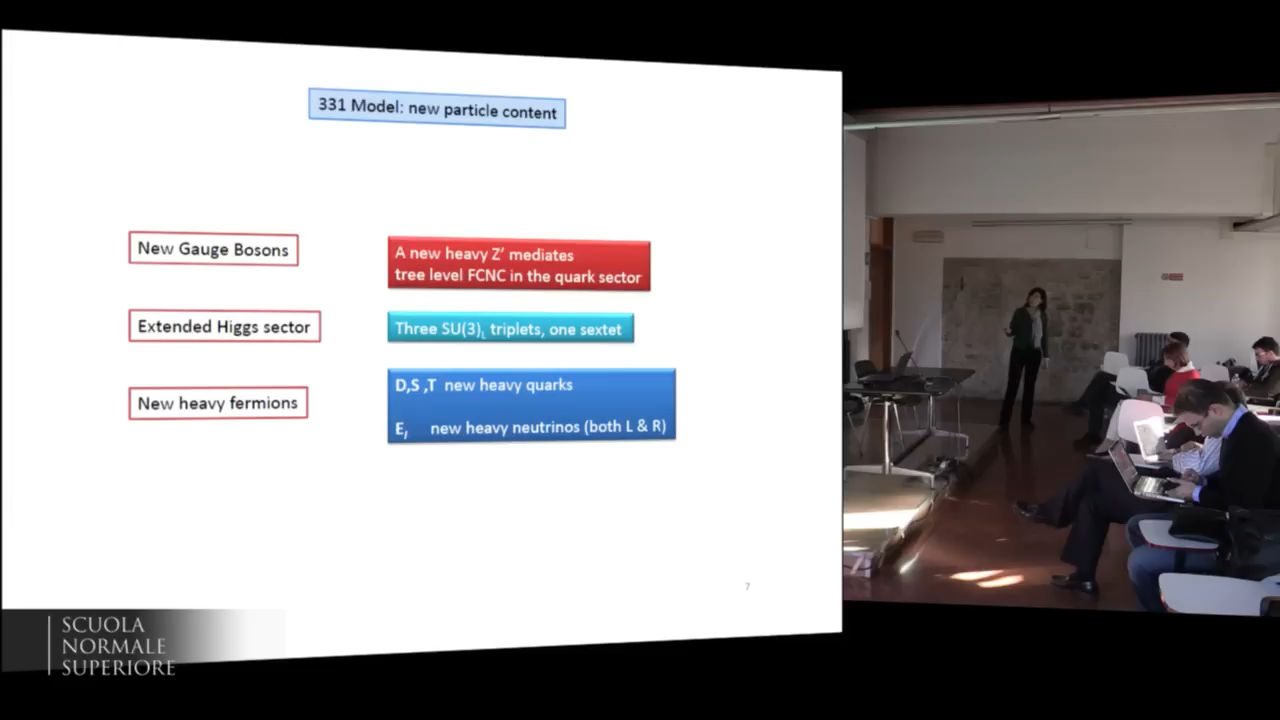 331 Model: new particle content
New Gauge Bosons
A new heavy Z’ mediates
tree level FCNC in the quark sector
Extended Higgs sector
Three SU(3)L triplets, one sextet
New heavy fermions
D,S ,T new heavy quarks
El new heavy neutrinos (both L & R)
7
SCUOLA
NORMALE
SUPERIORE